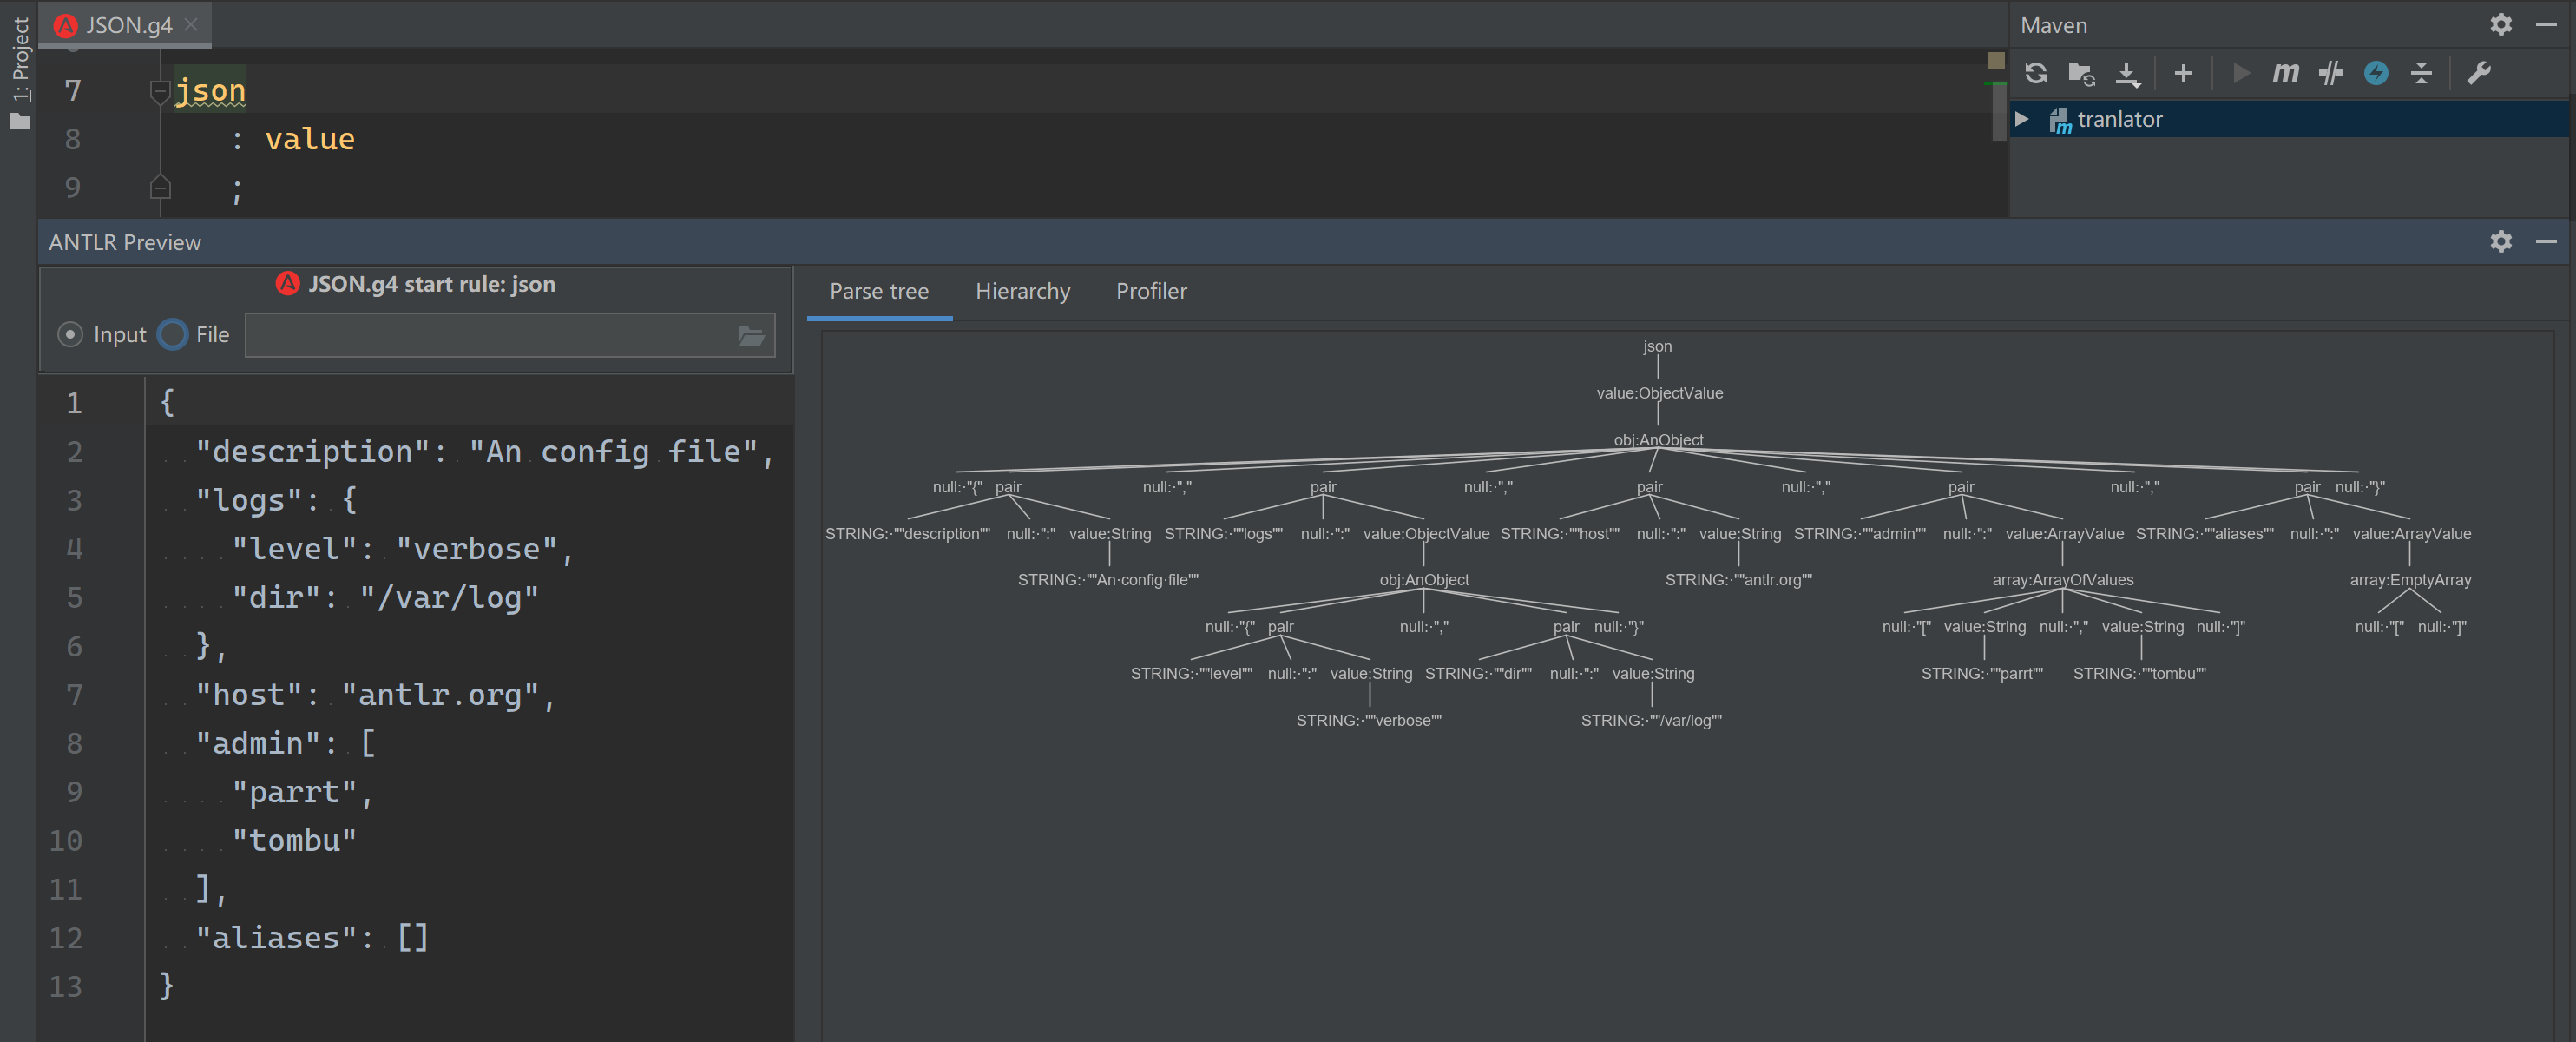 1: Project
JSON.g4
7 json
8 : value
9 ;
Maven
m
tranlator
ANTLR Preview
JSON.g4 start rule: json
Input File
1 {
2 "description": "An config file",
3 "logs": {
4 "level": "verbose",
5 "dir": "/var/log"
6 },
7 "host": "antlr.org",
8 "admin": [
9 "parrt",
10 "tombu"
11 ],
12 "aliases": []
13 }
Parse tree Hierarchy Profiler
json
value:ObjectValue
obj:AnObject
null:·"{" pair null:·"," pair null:·"," pair null:·"," pair null:·"," pair null:·"}"
STRING:·""description"" null:·":" value:String STRING:·""logs"" null:·":" value:ObjectValue STRING:·""host"" null:·":" value:String STRING:·""admin"" null:·":" value:ArrayValue STRING:·""aliases"" null:·":" value:ArrayValue
STRING:·""An·config·file"" obj:AnObject STRING:·""antlr.org"" array:ArrayOfValues array:EmptyArray
null:·"{" pair null:·"," pair null:·"}" null:·"[" value:String null:·"," value:String null:·"]" null:·"[" null:·"]"
STRING:·""level"" null:·":" value:String STRING:·""dir"" null:·":" value:String STRING:·""parrt"" STRING:·""tombu""
STRING:·""verbose"" STRING:·""/var/log""